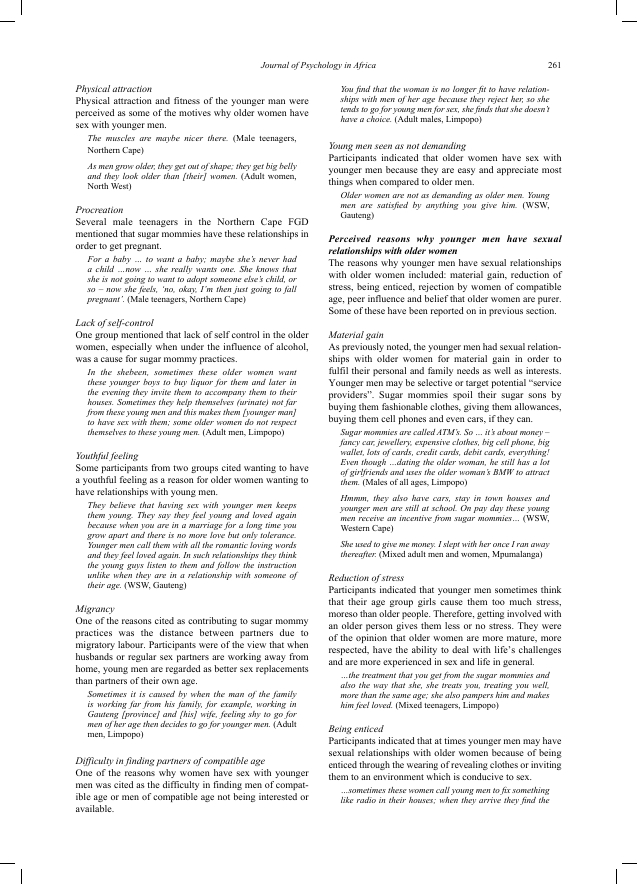 Journal of Psychology in Africa 261
Physical attraction
Physical attraction and fitness of the younger man were
perceived as some of the motives why older women have
sex with younger men.
The muscles are maybe nicer there. (Male teenagers,
Northern Cape)
As men grow older, they get out of shape; they get big belly
and they look older than [their] women. (Adult women,
North West)
Procreation
Several male teenagers in the Northern Cape FGD
mentioned that sugar mommies have these relationships in
order to get pregnant.
For a baby ... to want a baby; maybe she's never had
a child ...now ... she really wants one. She knows that
she is not going to want to adopt someone else's child, or
so – now she feels, 'no, okay, I'm then just going to fall
pregnant'. (Male teenagers, Northern Cape)
Lack of self-control
One group mentioned that lack of self control in the older
women, especially when under the influence of alcohol,
was a cause for sugar mommy practices.
In the shebeen, sometimes these older women want
these younger boys to buy liquor for them and later in
the evening they invite them to accompany them to their
houses. Sometimes they help themselves (urinate) not far
from these young men and this makes them [younger man]
to have sex with them; some older women do not respect
themselves to these young men. (Adult men, Limpopo)
Youthful feeling
Some participants from two groups cited wanting to have
a youthful feeling as a reason for older women wanting to
have relationships with young men.
They believe that having sex with younger men keeps
them young. They say they feel young and loved again
because when you are in a marriage for a long time you
grow apart and there is no more love but only tolerance.
Younger men call them with all the romantic loving words
and they feel loved again. In such relationships they think
the young guys listen to them and follow the instruction
unlike when they are in a relationship with someone of
their age. (WSW, Gauteng)
Migrancy
One of the reasons cited as contributing to sugar mommy
practices was the distance between partners due to
migratory labour. Participants were of the view that when
husbands or regular sex partners are working away from
home, young men are regarded as better sex replacements
than partners of their own age.
Sometimes it is caused by when the man of the family
is working far from his family, for example, working in
Gauteng [province] and [his] wife, feeling shy to go for
men of her age then decides to go for younger men. (Adult
men, Limpopo)
Difficulty in finding partners of compatible age
One of the reasons why women have sex with younger
men was cited as the difficulty in finding men of compat-
ible age or men of compatible age not being interested or
available.
You find that the woman is no longer fit to have relation-
ships with men of her age because they reject her, so she
tends to go for young men for sex, she finds that she doesn't
have a choice. (Adult males, Limpopo)
Young men seen as not demanding
Participants indicated that older women have sex with
younger men because they are easy and appreciate most
things when compared to older men.
Older women are not as demanding as older men. Young
men are satisfied by anything you give him. (WSW,
Gauteng)
Perceived reasons why younger men have sexual
relationships with older women
The reasons why younger men have sexual relationships
with older women included: material gain, reduction of
stress, being enticed, rejection by women of compatible
age, peer influence and belief that older women are purer.
Some of these have been reported on in previous section.
Material gain
As previously noted, the younger men had sexual relation-
ships with older women for material gain in order to
fulfil their personal and family needs as well as interests.
Younger men may be selective or target potential “service
providers”. Sugar mommies spoil their sugar sons by
buying them fashionable clothes, giving them allowances,
buying them cell phones and even cars, if they can.
Sugar mommies are called ATM's. So ... it's about money –
fancy car, jewellery, expensive clothes, big cell phone, big
wallet, lots of cards, credit cards, debit cards, everything!
Even though ...dating the older woman, he still has a lot
of girlfriends and uses the older woman's BMW to attract
them. (Males of all ages, Limpopo)
Hmmm, they also have cars, stay in town houses and
younger men are still at school. On pay day these young
men receive an incentive from sugar mommies... (WSW,
Western Cape)
She used to give me money. I slept with her once I ran away
thereafter. (Mixed adult men and women, Mpumalanga)
Reduction of stress
Participants indicated that younger men sometimes think
that their age group girls cause them too much stress,
moreso than older people. Therefore, getting involved with
an older person gives them less or no stress. They were
of the opinion that older women are more mature, more
respected, have the ability to deal with life's challenges
and are more experienced in sex and life in general.
...the treatment that you get from the sugar mommies and
also the way that she, she treats you, treating you well,
more than the same age; she also pampers him and makes
him feel loved. (Mixed teenagers, Limpopo)
Being enticed
Participants indicated that at times younger men may have
sexual relationships with older women because of being
enticed through the wearing of revealing clothes or inviting
them to an environment which is conducive to sex.
...sometimes these women call young men to fix something
like radio in their houses; when they arrive they find the